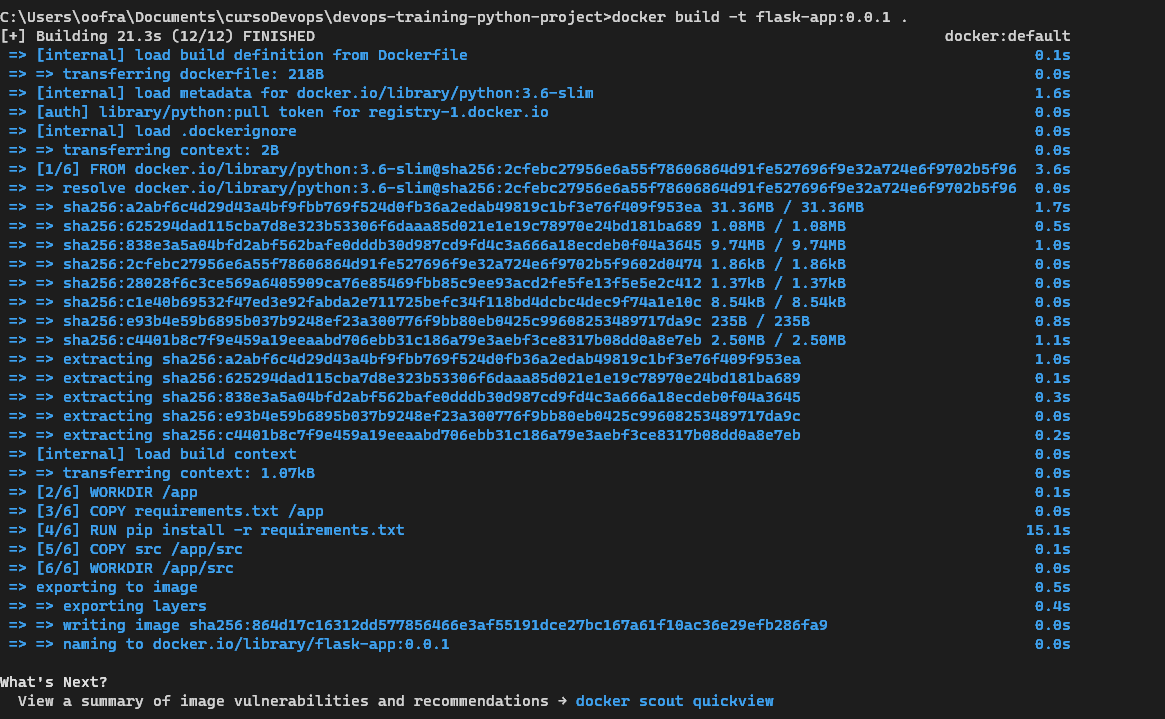 C:\Users\oofra\Documents\cursoDevops\devops-training-python-project>docker build -t flask-app:0.0.1 .
[+] Building 21.3s (12/12) FINISHED docker:default
=> [internal] load build definition from Dockerfile 0.1s
=> => transferring dockerfile: 218B 0.0s
=> [internal] load metadata for docker.io/library/python:3.6-slim 1.6s
=> [auth] library/python:pull token for registry-1.docker.io 0.0s
=> [internal] load .dockerignore 0.0s
=> => transferring context: 2B 0.0s
=> [1/6] FROM docker.io/library/python:3.6-slim@sha256:2cfebc27956e6a55f78606864d91fe527696f9e32a724e6f9702b5f96 3.6s
=> => resolve docker.io/library/python:3.6-slim@sha256:2cfebc27956e6a55f78606864d91fe527696f9e32a724e6f9702b5f96 0.0s
=> => sha256:a2abf6c4d29d43a4bf9fbb769f524d0fb36a2edab49819c1bf3e76f409f953ea 31.36MB / 31.36MB 1.7s
=> => sha256:625294dad115cba7d8e323b53306f6daaa85d021e1e19c78970e24bd181ba689 1.08MB / 1.08MB 0.5s
=> => sha256:838e3a5a04bfd2abf562bafe0dddb30d987cd9fd4c3a666a18ecdeb0f04a3645 9.74MB / 9.74MB 1.0s
=> => sha256:2cfebc27956e6a55f78606864d91fe527696f9e32a724e6f9702b5f9602d0474 1.86kB / 1.86kB 0.0s
=> => sha256:28028f6c3ce569a6405909ca76e85469fbb85c9ee93acd2fe5fe13f5e5e2c412 1.37kB / 1.37kB 0.0s
=> => sha256:c1e40b69532f47ed3e92fabda2e711725befc34f118bd4dcbc4dec9f74a1e10c 8.54kB / 8.54kB 0.0s
=> => sha256:e93b4e59b6895b037b9248ef23a300776f9bb80eb0425c99608253489717da9c 235B / 235B 0.8s
=> => sha256:c4401b8c7f9e459a19eeaabd706ebb31c186a79e3aebf3ce8317b08dd0a8e7eb 2.50MB / 2.50MB 1.1s
=> => extracting sha256:a2abf6c4d29d43a4bf9fbb769f524d0fb36a2edab49819c1bf3e76f409f953ea 1.0s
=> => extracting sha256:625294dad115cba7d8e323b53306f6daaa85d021e1e19c78970e24bd181ba689 0.1s
=> => extracting sha256:838e3a5a04bfd2abf562bafe0dddb30d987cd9fd4c3a666a18ecdeb0f04a3645 0.3s
=> => extracting sha256:e93b4e59b6895b037b9248ef23a300776f9bb80eb0425c99608253489717da9c 0.0s
=> => extracting sha256:c4401b8c7f9e459a19eeaabd706ebb31c186a79e3aebf3ce8317b08dd0a8e7eb 0.2s
=> [internal] load build context 0.0s
=> => transferring context: 1.07kB 0.0s
=> [2/6] WORKDIR /app 0.1s
=> [3/6] COPY requirements.txt /app 0.0s
=> [4/6] RUN pip install -r requirements.txt 15.1s
=> [5/6] COPY src /app/src 0.1s
=> [6/6] WORKDIR /app/src 0.0s
=> exporting to image 0.5s
=> => exporting layers 0.4s
=> => writing image sha256:864d17c16312dd577856466e3af55191dce27bc167a61f10ac36e29efb286fa9 0.0s
=> => naming to docker.io/library/flask-app:0.0.1 0.0s
What's Next?
View a summary of image vulnerabilities and recommendations → docker scout quickview